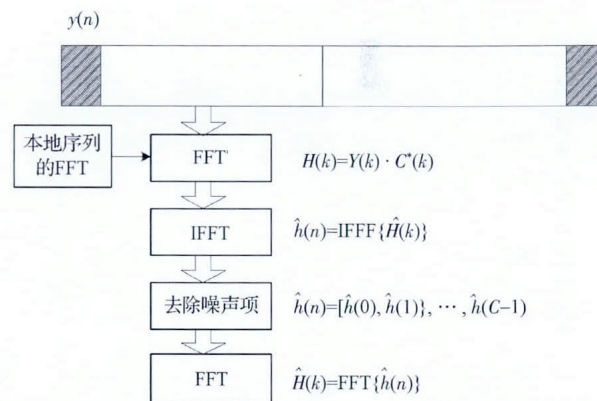 y(n)
本地序列
的FFT
FFT'
H(k)=Y(k)·C*(k)
IFFT
ĥ(n)=IFFF{Ĥ(k)}
去除噪声项
ĥ(n)=[ĥ(0), ĥ(1)}, ⋯, ĥ(C−1)
FFT
Ĥ(k)=FFT{ĥ(n)}